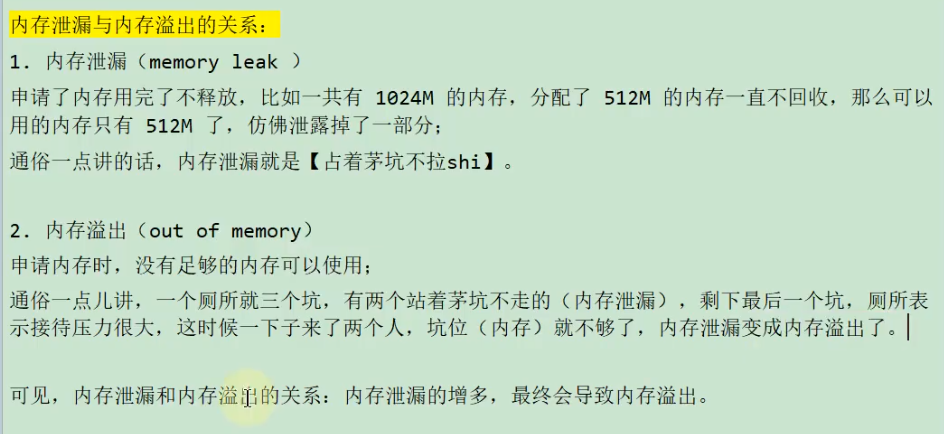 内存泄漏与内存溢出的关系：
1. 内存泄漏（memory leak ）
申请了内存用完了不释放，比如一共有 1024M 的内存，分配了 512M 的内存一直不回收，那么可以
用的内存只有 512M 了，仿佛泄露掉了一部分；
通俗一点讲的话，内存泄漏就是【占着茅坑不拉shi】。
2. 内存溢出（out of memory）
申请内存时，没有足够的内存可以使用；
通俗一点儿讲，一个厕所就三个坑，有两个站着茅坑不走的（内存泄漏），剩下最后一个坑，厕所表
示接待压力很大，这时候一下子来了两个人，坑位（内存）就不够了，内存泄漏变成内存溢出了。
可见，内存泄漏和内存溢出的关系：内存泄漏的增多，最终会导致内存溢出。